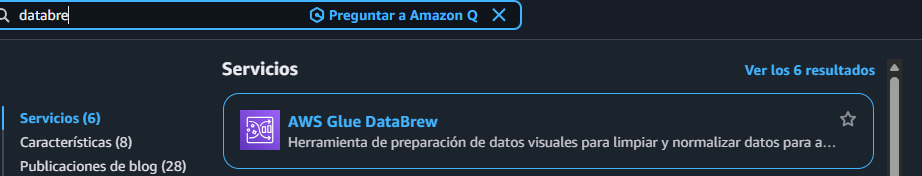 databre
Preguntar a Amazon Q
Servicios
Ver los 6 resultados
Servicios (6)
Características (8)
Publicaciones de blog (28)
AWS Glue DataBrew
Herramienta de preparación de datos visuales para limpiar y normalizar datos para a...